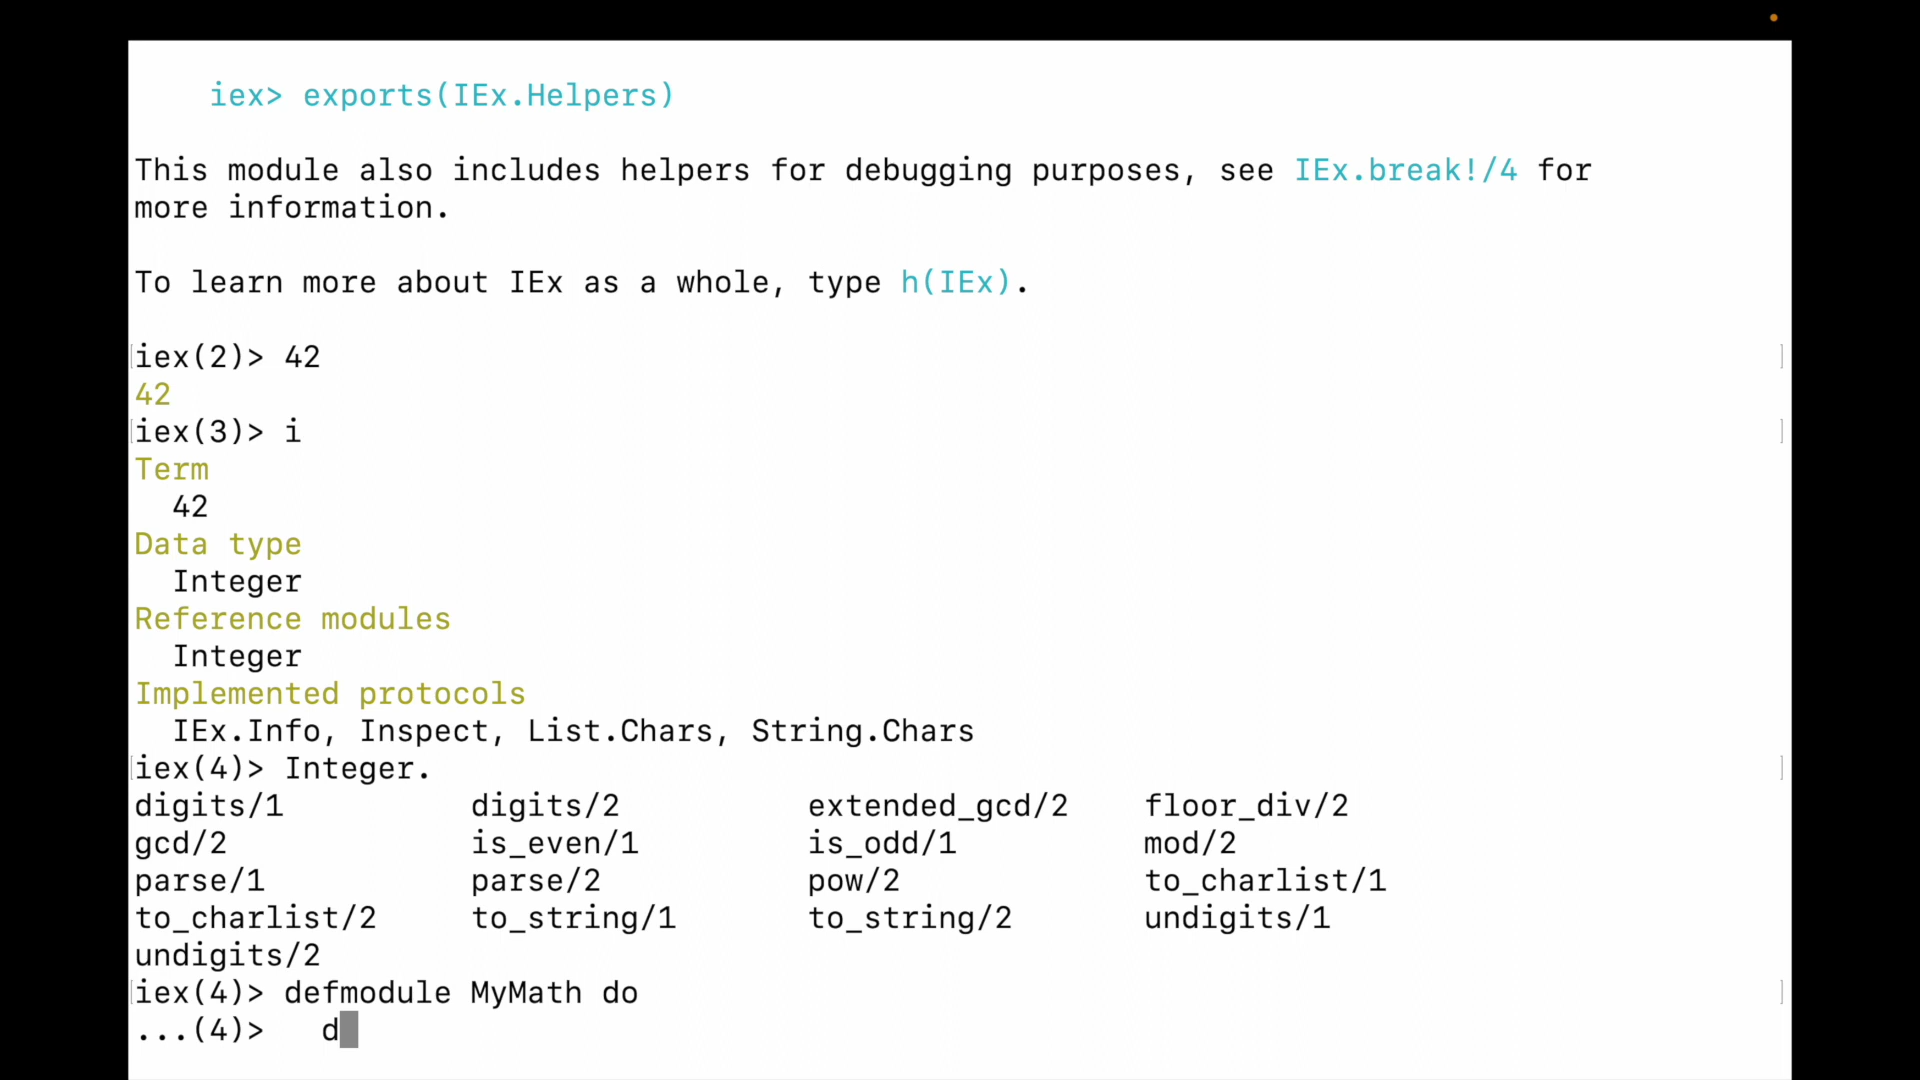 iex> exports(IEx.Helpers)
This module also includes helpers for debugging purposes, see IEx.break!/4 for
more information.
To learn more about IEx as a whole, type h(IEx).
iex(2)> 42
42
iex(3)> i
Term
  42
Data type
  Integer
Reference modules
  Integer
Implemented protocols
  IEx.Info, Inspect, List.Chars, String.Chars
iex(4)> Integer.
digits/1          digits/2          extended_gcd/2    floor_div/2
gcd/2             is_even/1         is_odd/1          mod/2
parse/1           parse/2           pow/2             to_charlist/1
to_charlist/2     to_string/1       to_string/2       undigits/1
undigits/2
iex(4)> defmodule MyMath do
...(4)>   d